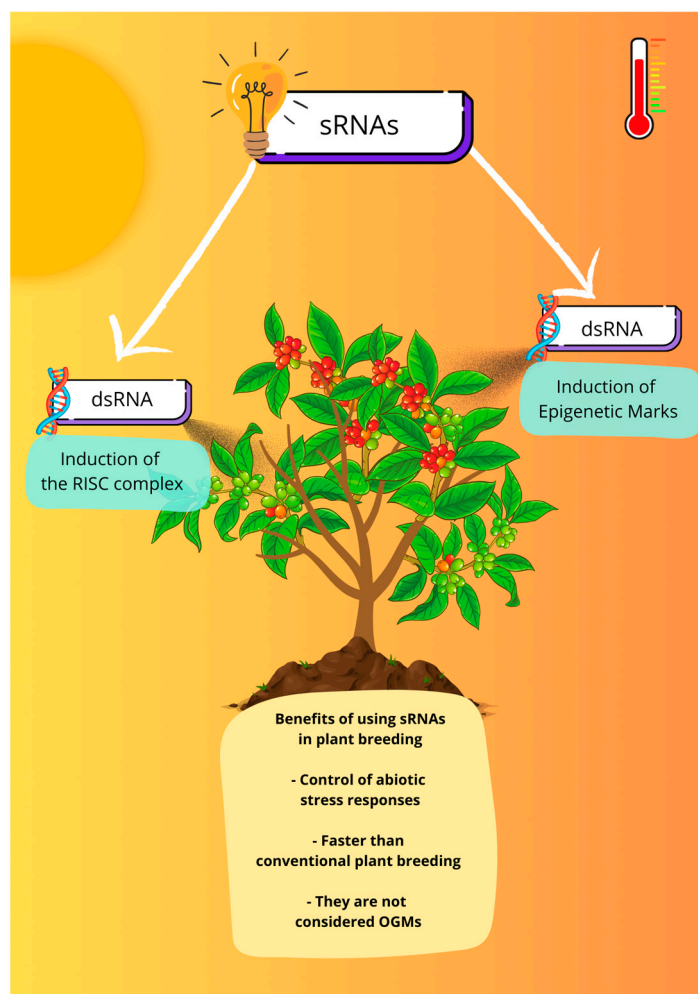 sRNAs
dsRNA
Induction of
Epigenetic Marks
dsRNA
Induction of
the RISC complex
Benefits of using sRNAs
in plant breeding
- Control of abiotic
stress responses
- Faster than
conventional plant breeding
- They are not
considered OGMs